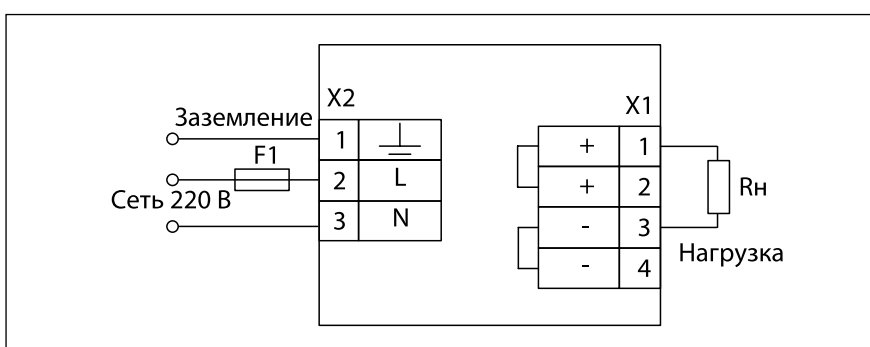 X2
X1
Заземление
1
F1
2
L
Сеть 220 В
3
N
+
1
+
2
-
3
-
4
Rн
Нагрузка